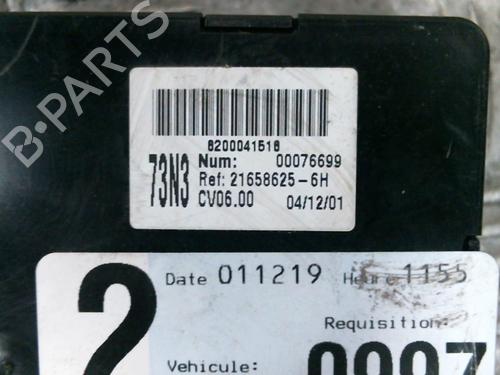 8200041516
73N3
Num: 00076699
Ref: 21658625-6H
CV06.00 04/12/01
2
Date 011219 Heure 1155
Requisition:
Vehicule:
B-PARTS